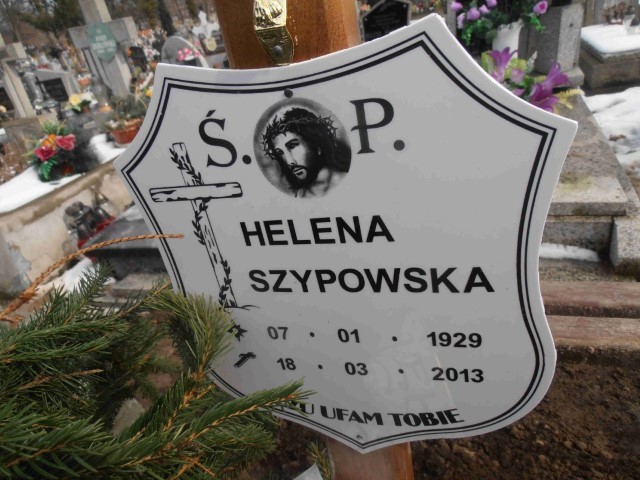 Ś. P.
HELENA
SZYPOWSKA
07 . 01 . 1929
18 . 03 . 2013
UFAM TOBIE